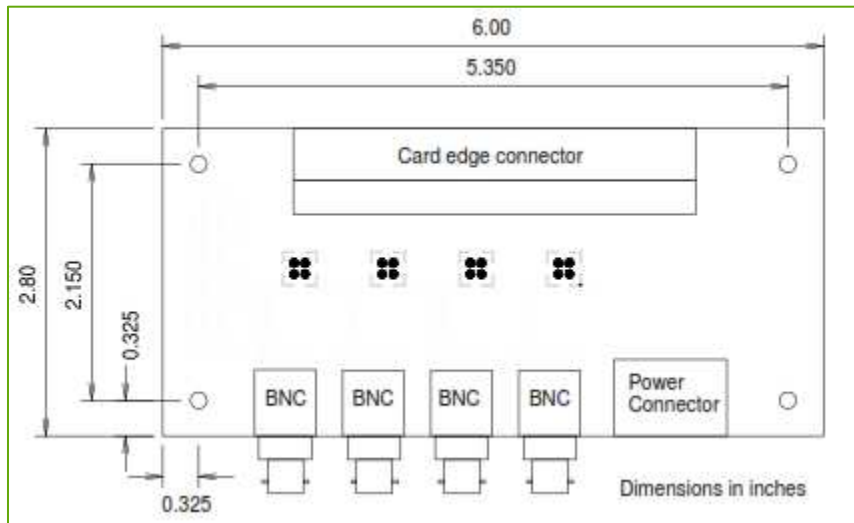 6.00
5.350
Card edge connector
2.80
2.150
0.325
BNC
BNC
BNC
BNC
Power
Connector
0.325
Dimensions in inches